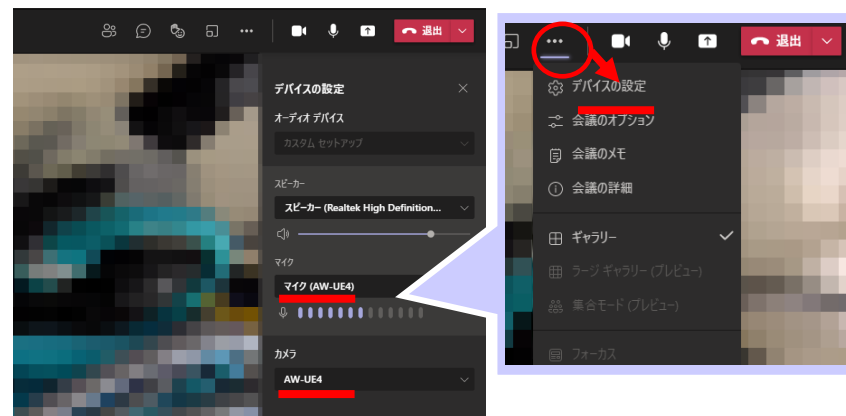 退出
デバイスの設定
オーディオ デバイス
カスタム セットアップ
スピーカー
スピーカー (Realtek High Definition...
マイク
マイク (AW-UE4)
カメラ
AW-UE4
退出
デバイスの設定
会議のオプション
会議のメモ
会議の詳細
ギャラリー
ラージ ギャラリー (プレビュー)
集合モード (プレビュー)
フォーカス